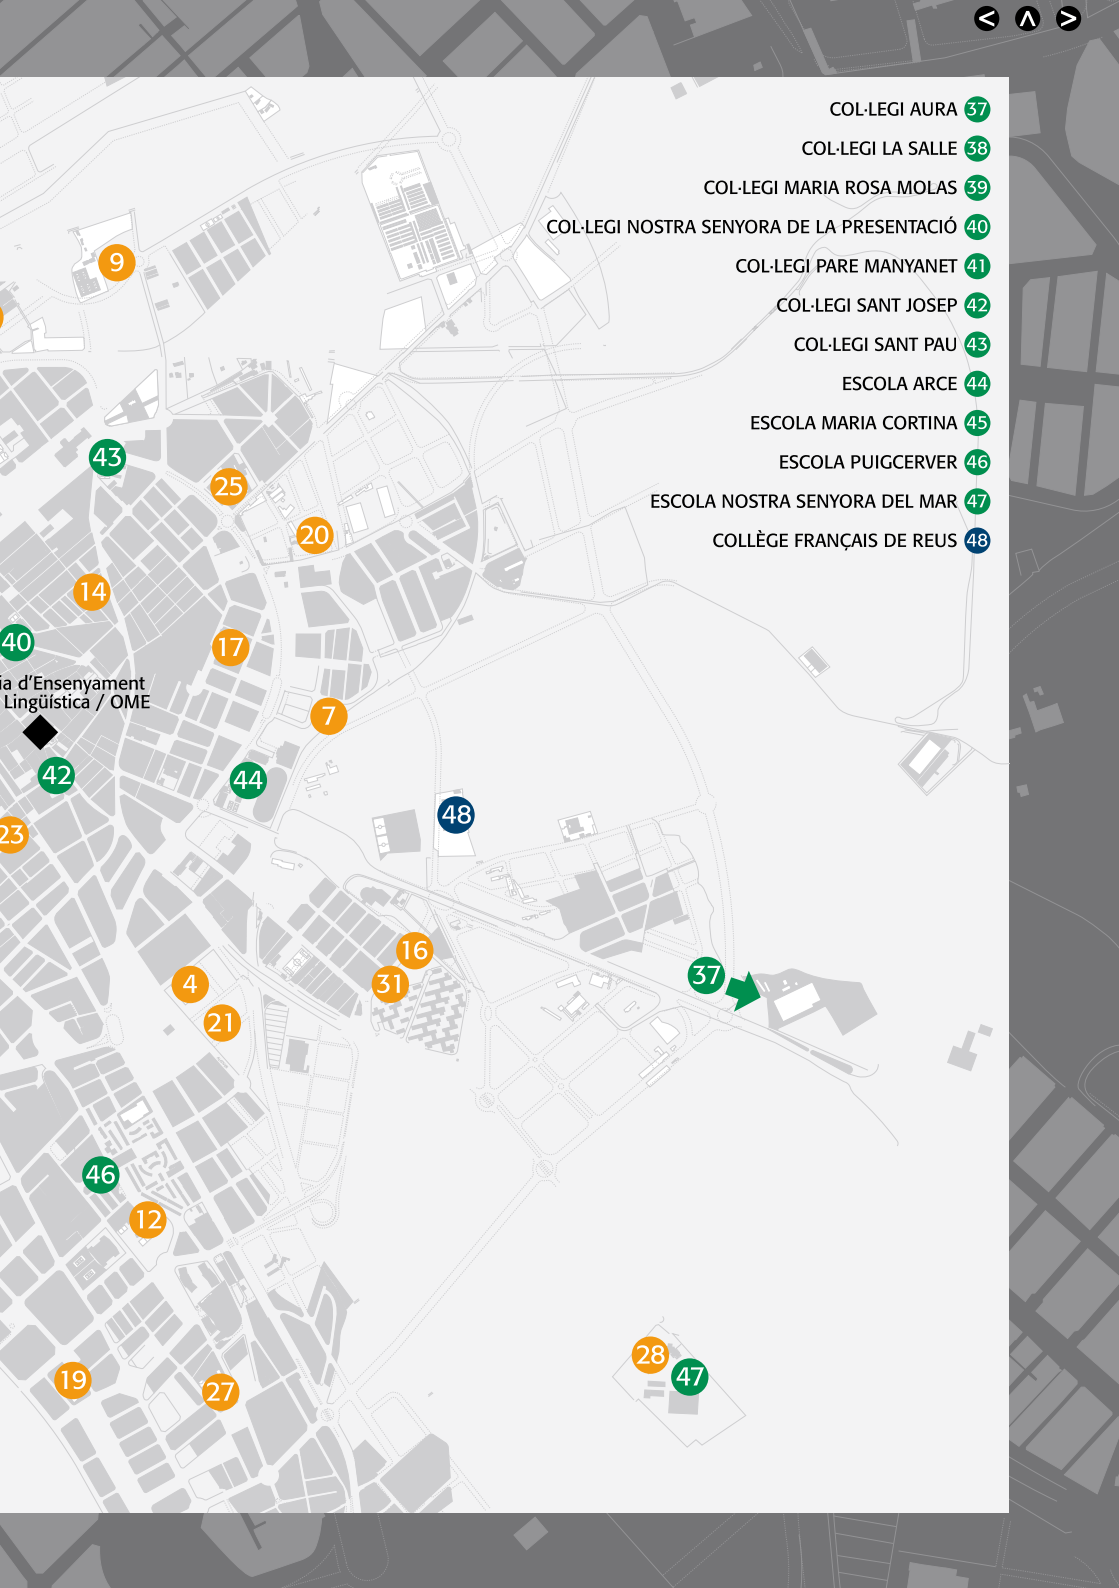 < ʌ >
COL·LEGI AURA 37
COL·LEGI LA SALLE 38
COL·LEGI MARIA ROSA MOLAS 39
COL·LEGI NOSTRA SENYORA DE LA PRESENTACIÓ 40
COL·LEGI PARE MANYANET 41
COL·LEGI SANT JOSEP 42
COL·LEGI SANT PAU 43
ESCOLA ARCE 44
ESCOLA MARIA CORTINA 45
ESCOLA PUIGCERVER 46
ESCOLA NOSTRA SENYORA DEL MAR 47
COLLÈGE FRANÇAIS DE REUS 48
9
43
25
20
14
40
17
ia d'Ensenyament
Lingüística / OME
7
42
44
48
23
16
37
4
31
21
46
12
28
47
19
27